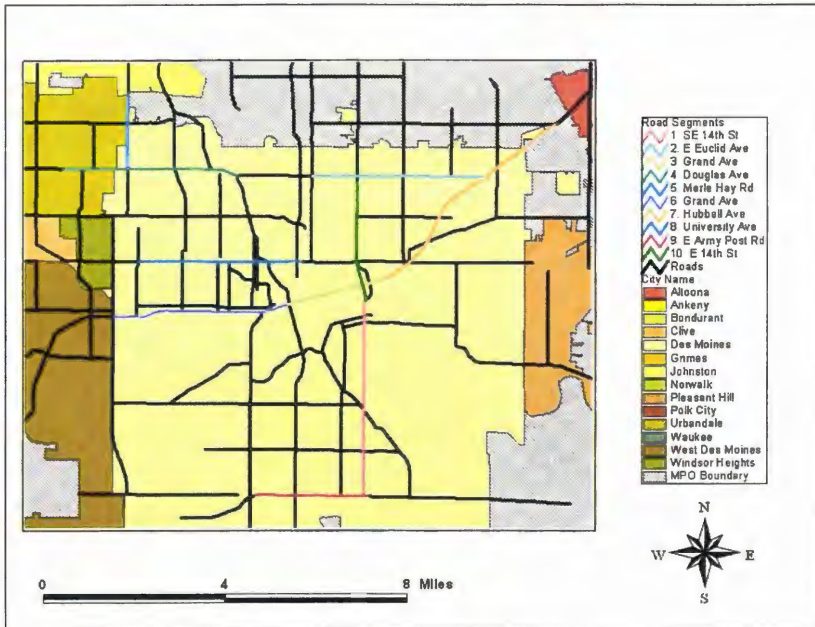 Road Segments
1 SE 14th St
2 E Euclid Ave
3 Grand Ave
4 Douglas Ave
5 Merle Hay Rd
6 Grand Ave
7 Hubbell Ave
8 University Ave
9 E Army Post Rd
10 E 14th St
Roads
City Name
Altoona
Ankeny
Bondurant
Clive
Des Moines
Grimes
Johnston
Norwalk
Pleasant Hill
Polk City
Urbandale
Waukee
West Des Moines
Windsor Heights
MPO Boundary
N
W E
S
0 4 8 Miles